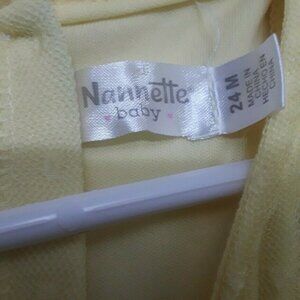 Nannette
baby
24 M
MADE IN
CHINA
HECHO EN
CHINA